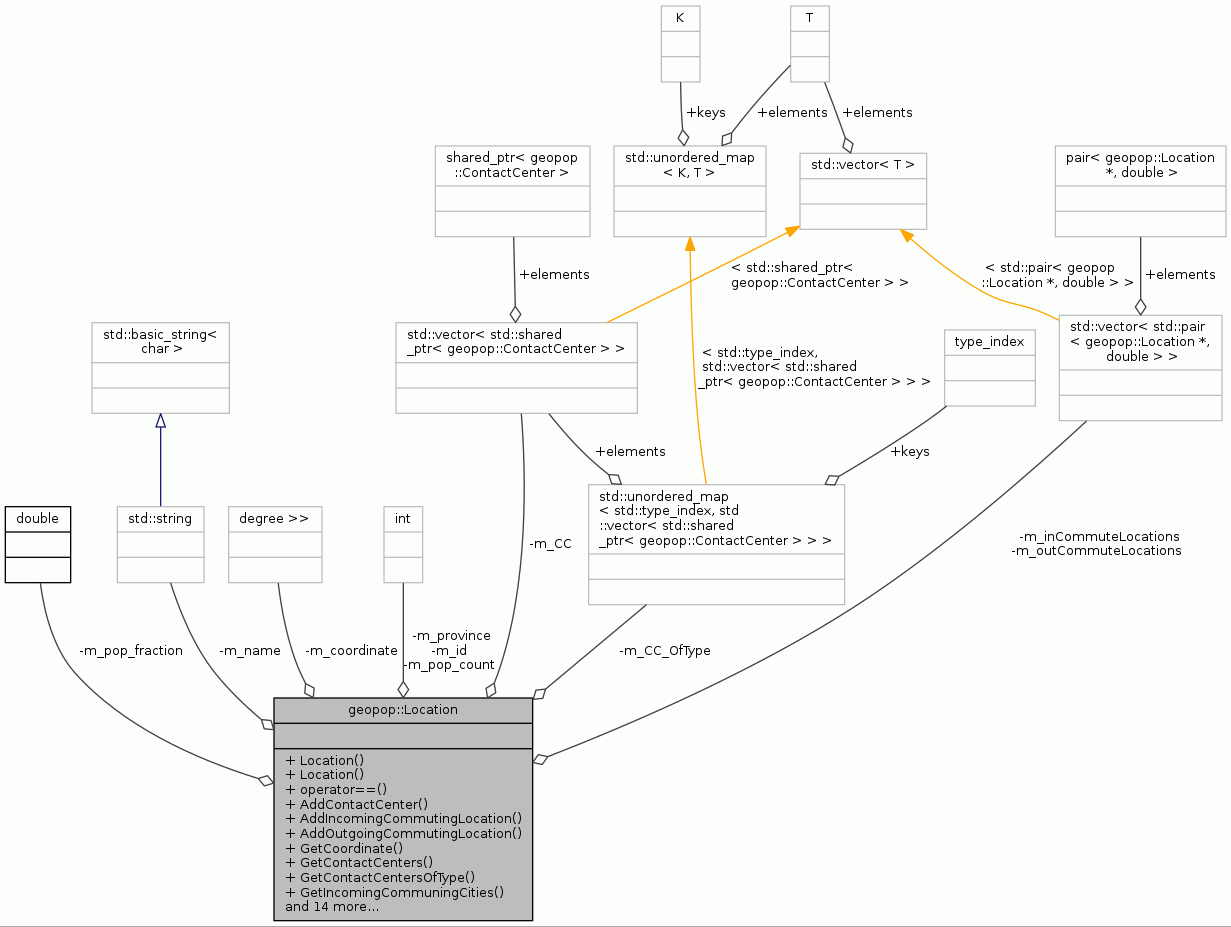 K
T
+keys
+elements
+elements
shared_ptr< geopop
::ContactCenter >
std::unordered_map
< K, T >
std::vector< T >
pair< geopop::Location
*, double >
+elements
< std::shared_ptr<
geopop::ContactCenter > >
< std::pair< geopop
::Location *, double > >
+elements
std::basic_string<
char >
std::vector< std::shared
_ptr< geopop::ContactCenter > >
< std::type_index,
std::vector< std::shared
_ptr< geopop::ContactCenter > > >
type_index
std::vector< std::pair
< geopop::Location *,
double > >
+elements
+keys
double
std::string
degree >>
int
-m_CC
std::unordered_map
< std::type_index, std
::vector< std::shared
_ptr< geopop::ContactCenter > > >
-m_inCommuteLocations
-m_outCommuteLocations
-m_pop_fraction
-m_name
-m_coordinate
-m_province
-m_id
-m_pop_count
-m_CC_OfType
geopop::Location
+ Location()
+ Location()
+ operator==()
+ AddContactCenter()
+ AddIncomingCommutingLocation()
+ AddOutgoingCommutingLocation()
+ GetCoordinate()
+ GetContactCenters()
+ GetContactCentersOfType()
+ GetIncomingCommuningCities()
and 14 more...